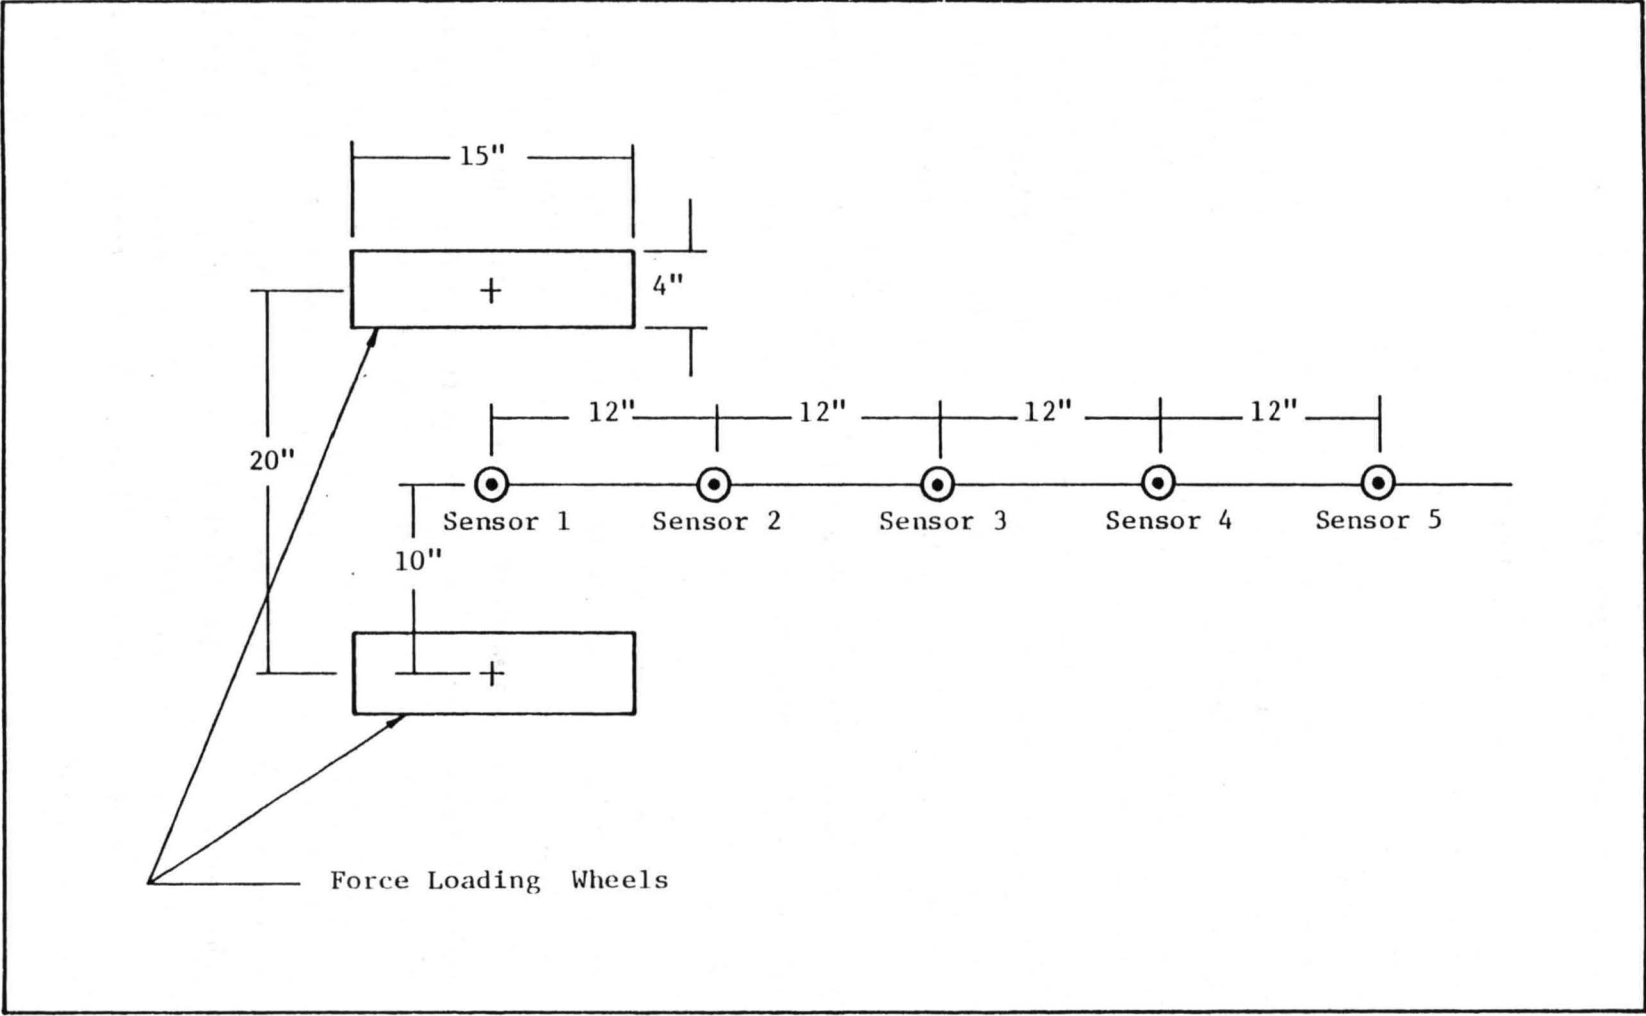 15"
4"
12" 12" 12" 12"
20"
Sensor 1 Sensor 2 Sensor 3 Sensor 4 Sensor 5
10"
Force Loading Wheels